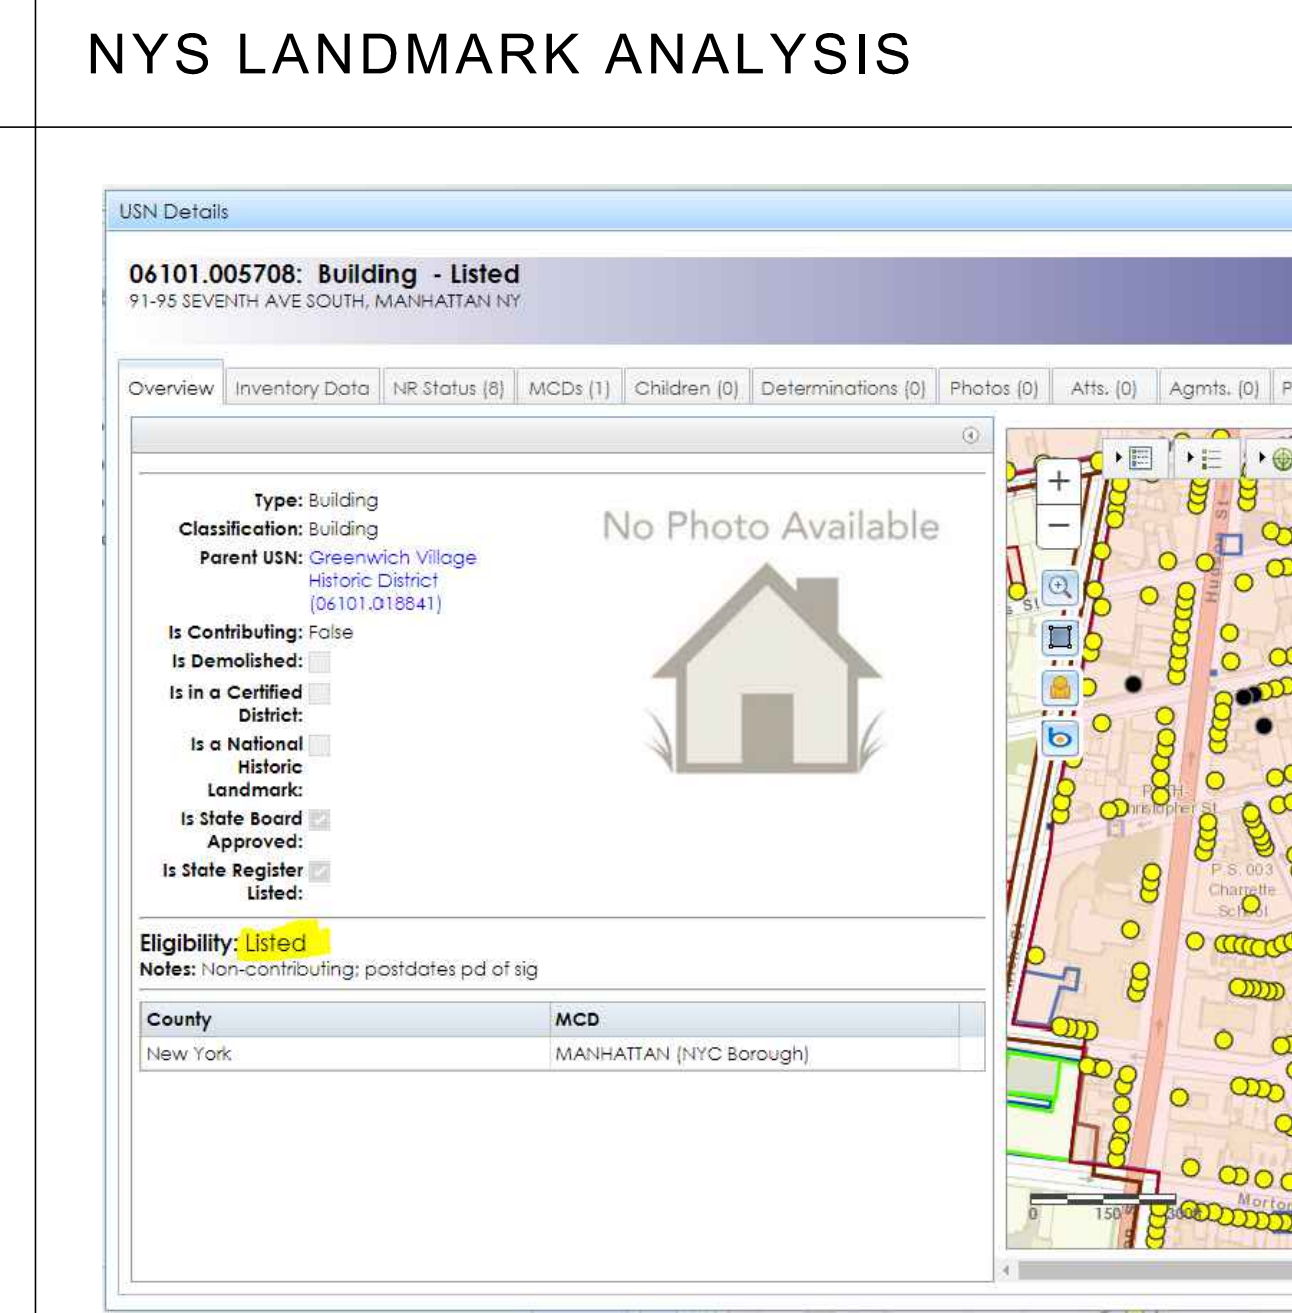 NYS LANDMARK ANALYSIS
USN Details
06101.005708: Building - Listed
91-95 SEVENTH AVE SOUTH, MANHATTAN NY
Overview Inventory Data NR Status (8) MCDs (1) Children (0) Determinations (0) Photos (0) Atts. (0) Agmts. (0) P
Type: Building
Classification: Building
Parent USN: Greenwich Village
Historic District
(06101.018841)
Is Contributing: False
Is Demolished:
Is in a Certified
District:
Is a National
Historic
Landmark:
Is State Board
Approved:
Is State Register
Listed:
No Photo Available
Eligibility: Listed
Notes: Non-contributing; postdates pd of sig
County MCD
New York MANHATTAN (NYC Borough)
Hudson St
P.S. 003
Charrette
School
0 150 300ft